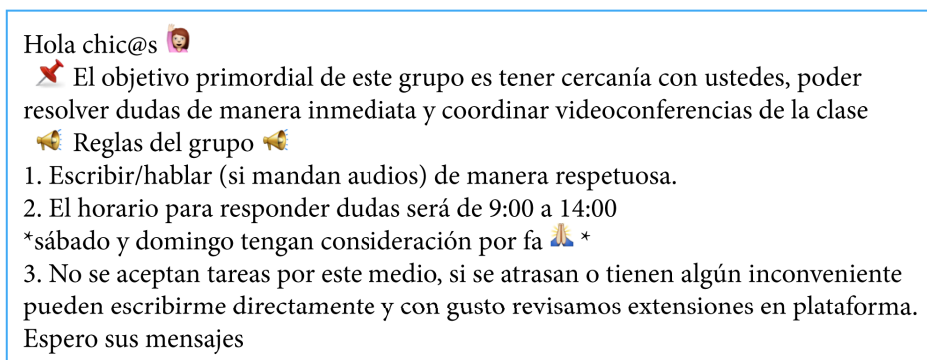 Hola chic@s 🙋
📌 El objetivo primordial de este grupo es tener cercanía con ustedes, poder
resolver dudas de manera inmediata y coordinar videoconferencias de la clase
📢 Reglas del grupo 📢
1. Escribir/hablar (si mandan audios) de manera respetuosa.
2. El horario para responder dudas será de 9:00 a 14:00
*sábado y domingo tengan consideración por fa 🙏 *
3. No se aceptan tareas por este medio, si se atrasan o tienen algún inconveniente
pueden escribirme directamente y con gusto revisamos extensiones en plataforma.
Espero sus mensajes